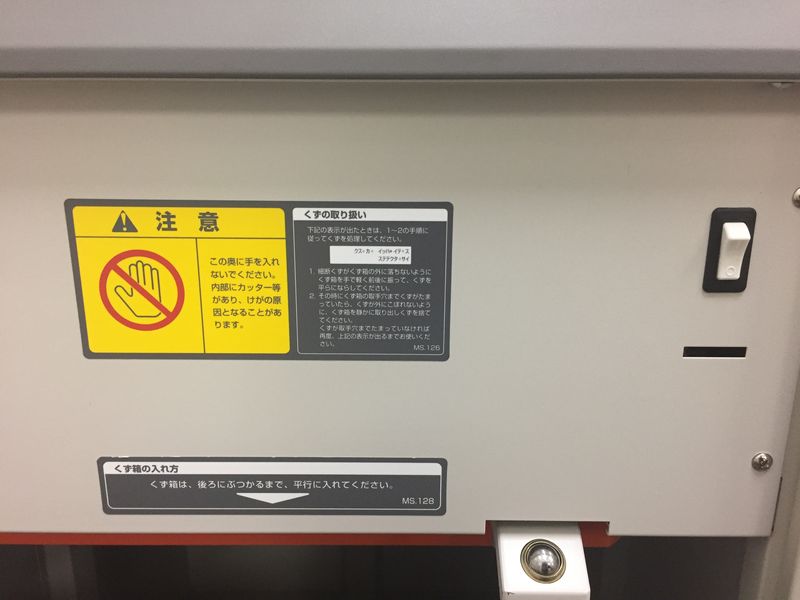 注意
この奥に手を入れ
ないでください。
内部にカッター等
があり、けがの原
因となることがあ
ります。
くずの取り扱い
下記の表示が出たときは、1〜2の手順に
従ってくずを処理してください。
クズ・カ・ イッパ・イテ・ス
ステテクタ・サイ
1. 細断くずがくず箱の外に落ちないように
くず箱を手で軽く前後に振って、くずを
平らにならしてください。
2. その時にくず箱の取手穴までくずがたま
っていたら、くずが外にこぼれないよう
に、くず箱を静かに取り出しくずを捨て
てください。
くずが取手穴までたまっていなければ
再度、上記の表示が出るまでお使いくだ
さい。
MS.126
くず箱の入れ方
くず箱は、後ろにぶつかるまで、平行に入れてください。
MS.128